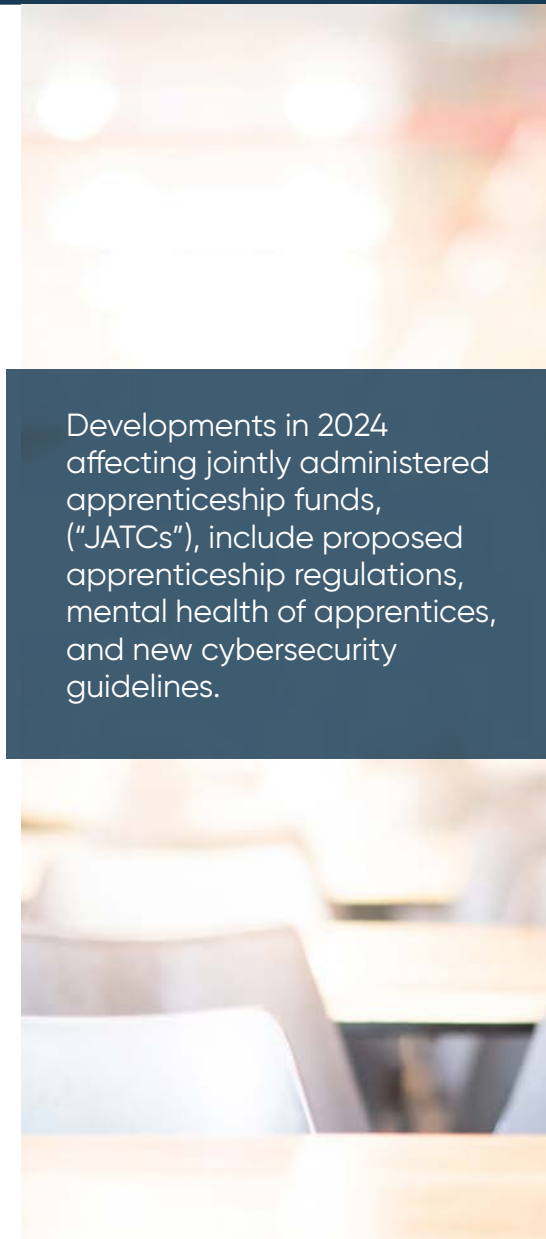 Developments in 2024
affecting jointly administered
apprenticeship funds,
(“JATCs”), include proposed
apprenticeship regulations,
mental health of apprentices,
and new cybersecurity
guidelines.